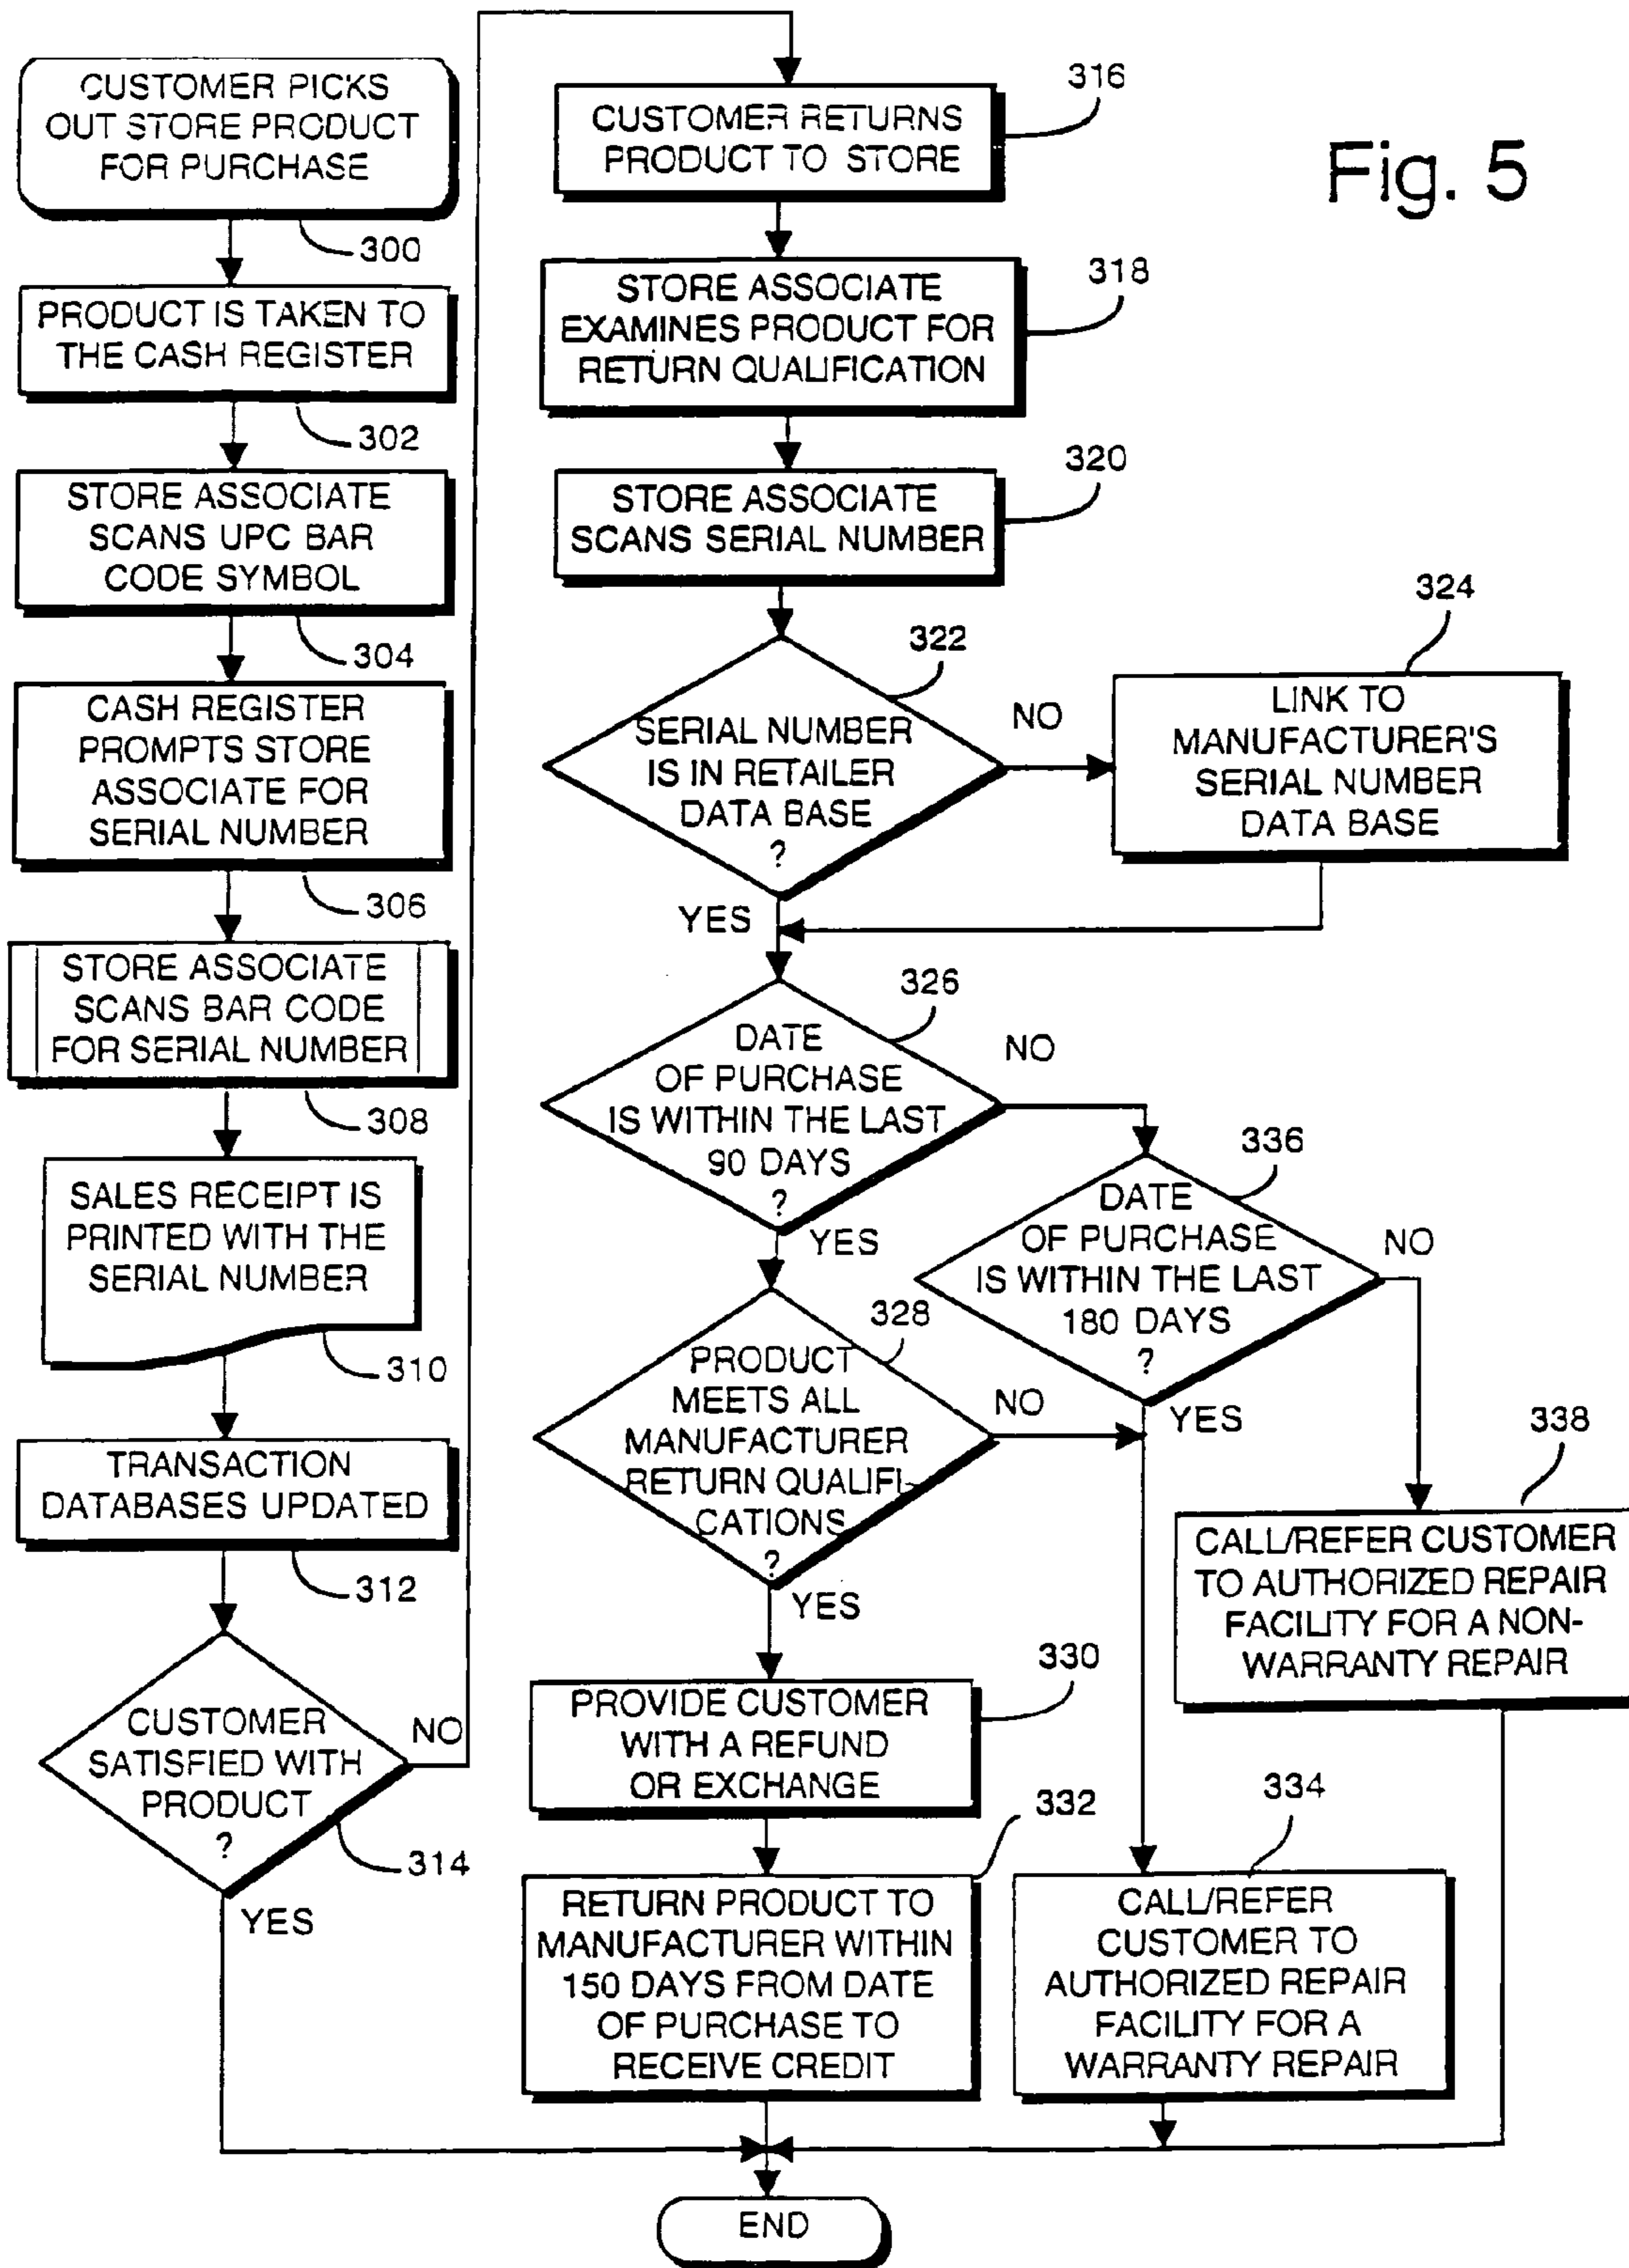 Fig. 5
CUSTOMER PICKS
OUT STORE PRODUCT
FOR PURCHASE
300
PRODUCT IS TAKEN TO
THE CASH REGISTER
302
STORE ASSOCIATE
SCANS UPC BAR
CODE SYMBOL
304
CASH REGISTER
PROMPTS STORE
ASSOCIATE FOR
SERIAL NUMBER
306
STORE ASSOCIATE
SCANS BAR CODE
FOR SERIAL NUMBER
308
SALES RECEIPT IS
PRINTED WITH THE
SERIAL NUMBER
310
TRANSACTION
DATABASES UPDATED
312
CUSTOMER
SATISFIED WITH
PRODUCT
?
NO
314
YES
316
CUSTOMER RETURNS
PRODUCT TO STORE
318
STORE ASSOCIATE
EXAMINES PRODUCT FOR
RETURN QUALIFICATION
320
STORE ASSOCIATE
SCANS SERIAL NUMBER
322
SERIAL NUMBER
IS IN RETAILER
DATA BASE
?
NO
YES
324
LINK TO
MANUFACTURER'S
SERIAL NUMBER
DATA BASE
326
DATE
OF PURCHASE
IS WITHIN THE LAST
90 DAYS
?
NO
YES
336
DATE
OF PURCHASE
IS WITHIN THE LAST
180 DAYS
?
NO
YES
328
PRODUCT
MEETS ALL
MANUFACTURER
RETURN QUALIFI-
CATIONS
?
NO
YES
338
CALL/REFER CUSTOMER
TO AUTHORIZED REPAIR
FACILITY FOR A NON-
WARRANTY REPAIR
330
PROVIDE CUSTOMER
WITH A REFUND
OR EXCHANGE
332
RETURN PRODUCT TO
MANUFACTURER WITHIN
150 DAYS FROM DATE
OF PURCHASE TO
RECEIVE CREDIT
334
CALL/REFER
CUSTOMER TO
AUTHORIZED REPAIR
FACILITY FOR A
WARRANTY REPAIR
END